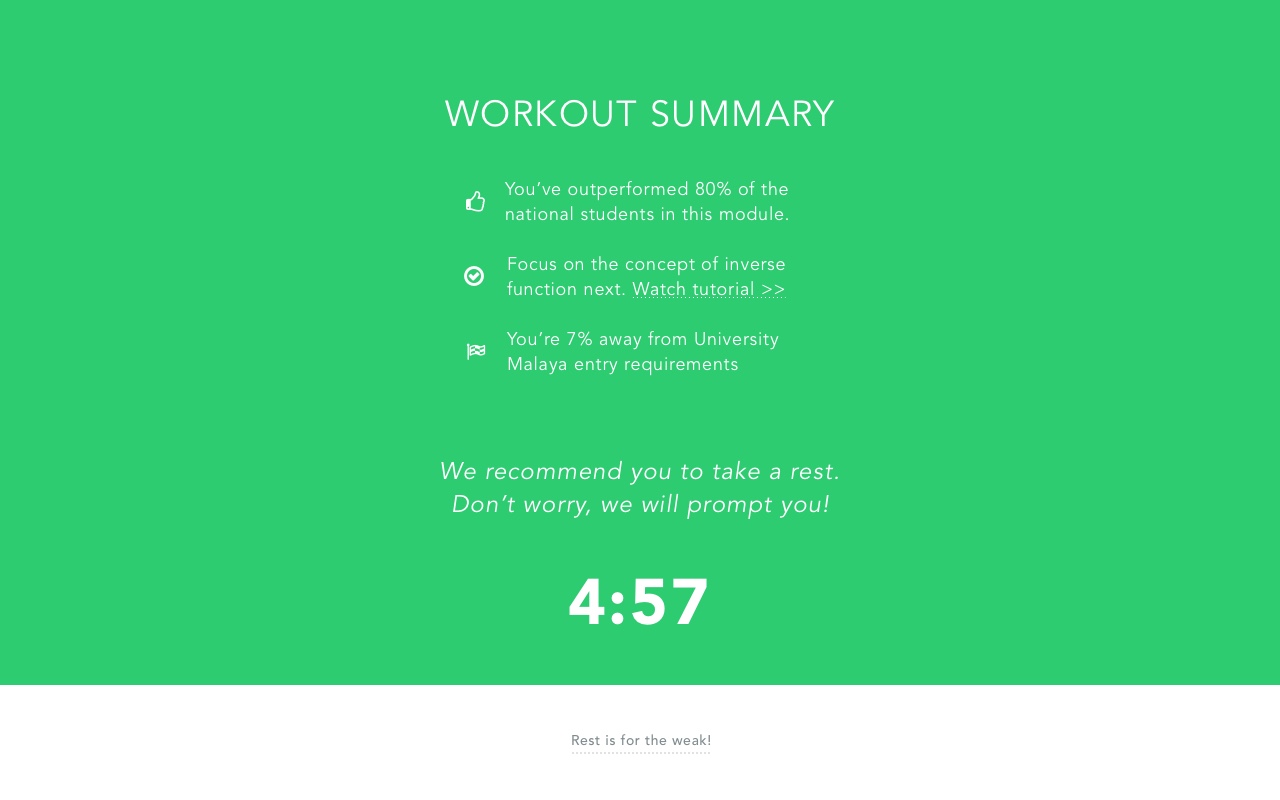 WORKOUT SUMMARY
You’ve outperformed 80% of the
national students in this module.
Focus on the concept of inverse
function next. Watch tutorial >>
You’re 7% away from University
Malaya entry requirements
We recommend you to take a rest.
Don’t worry, we will prompt you!
4:57
Rest is for the weak!